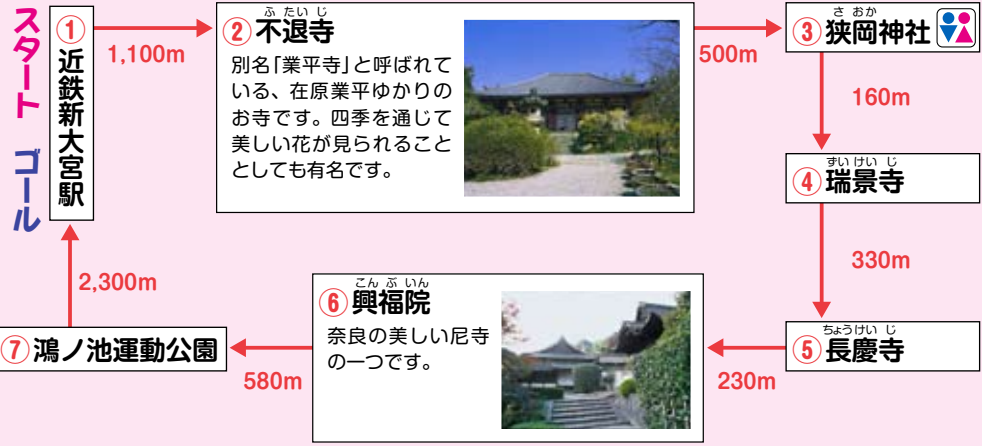 スタート ゴール
①近鉄新大宮駅
1,100m
ふ たい じ
②不退寺
別名「業平寺」と呼ばれて
いる、在原業平ゆかりの
お寺です。四季を通じて
美しい花が見られること
としても有名です。
500m
さ おか
③狭岡神社
160m
ずい けい じ
④瑞景寺
330m
ちょうけい じ
⑤長慶寺
230m
こん ぶ いん
⑥興福院
奈良の美しい尼寺
の一つです。
580m
⑦鴻ノ池運動公園
2,300m